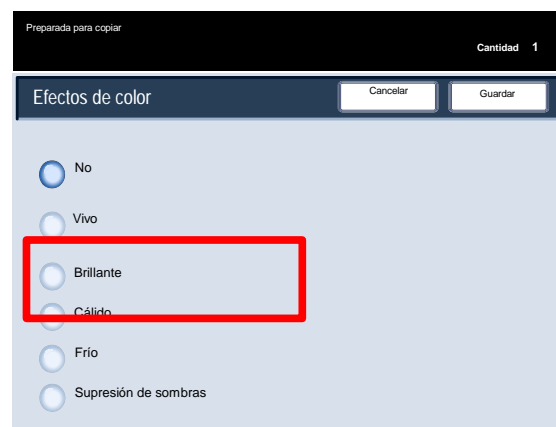 Preparada para copiar
Cantidad 1
Efectos de color
Cancelar
Guardar
No
Vivo
Brillante
Cálido
Frío
Supresión de sombras